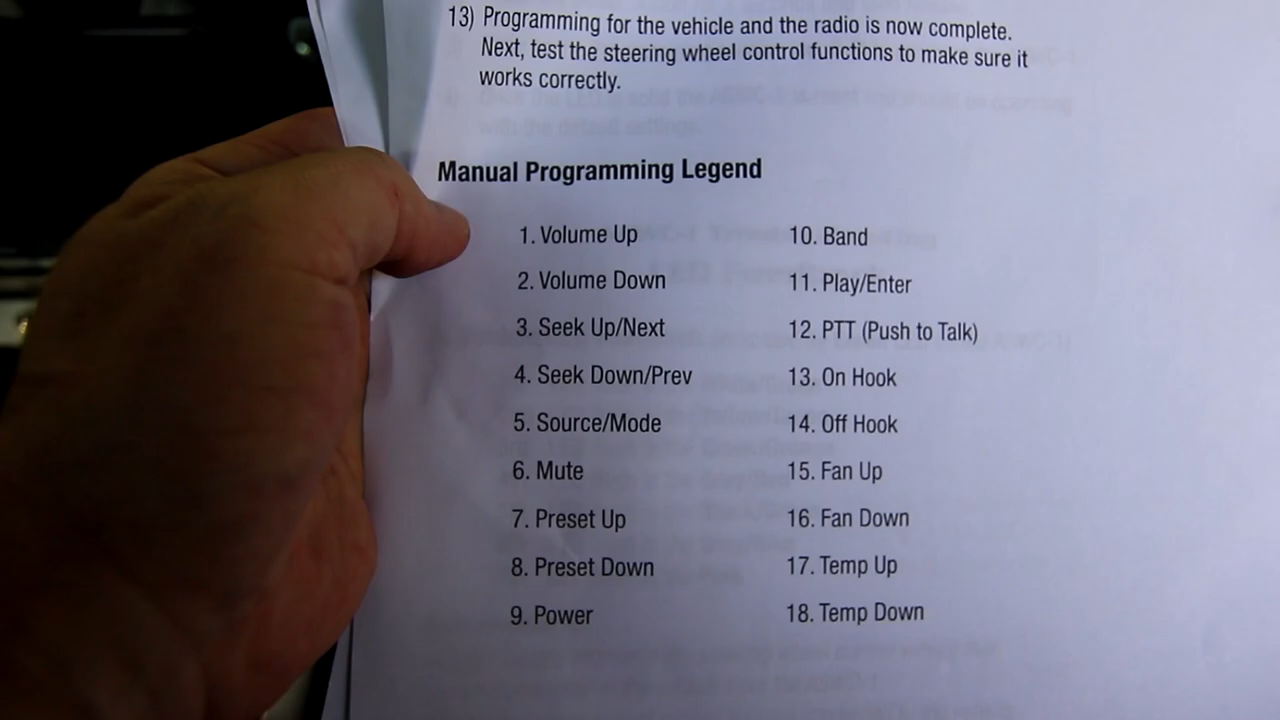 13) Programming for the vehicle and the radio is now complete.
Next, test the steering wheel control functions to make sure it
works correctly.
Manual Programming Legend
1. Volume Up
2. Volume Down
3. Seek Up/Next
4. Seek Down/Prev
5. Source/Mode
6. Mute
7. Preset Up
8. Preset Down
9. Power
10. Band
11. Play/Enter
12. PTT (Push to Talk)
13. On Hook
14. Off Hook
15. Fan Up
16. Fan Down
17. Temp Up
18. Temp Down